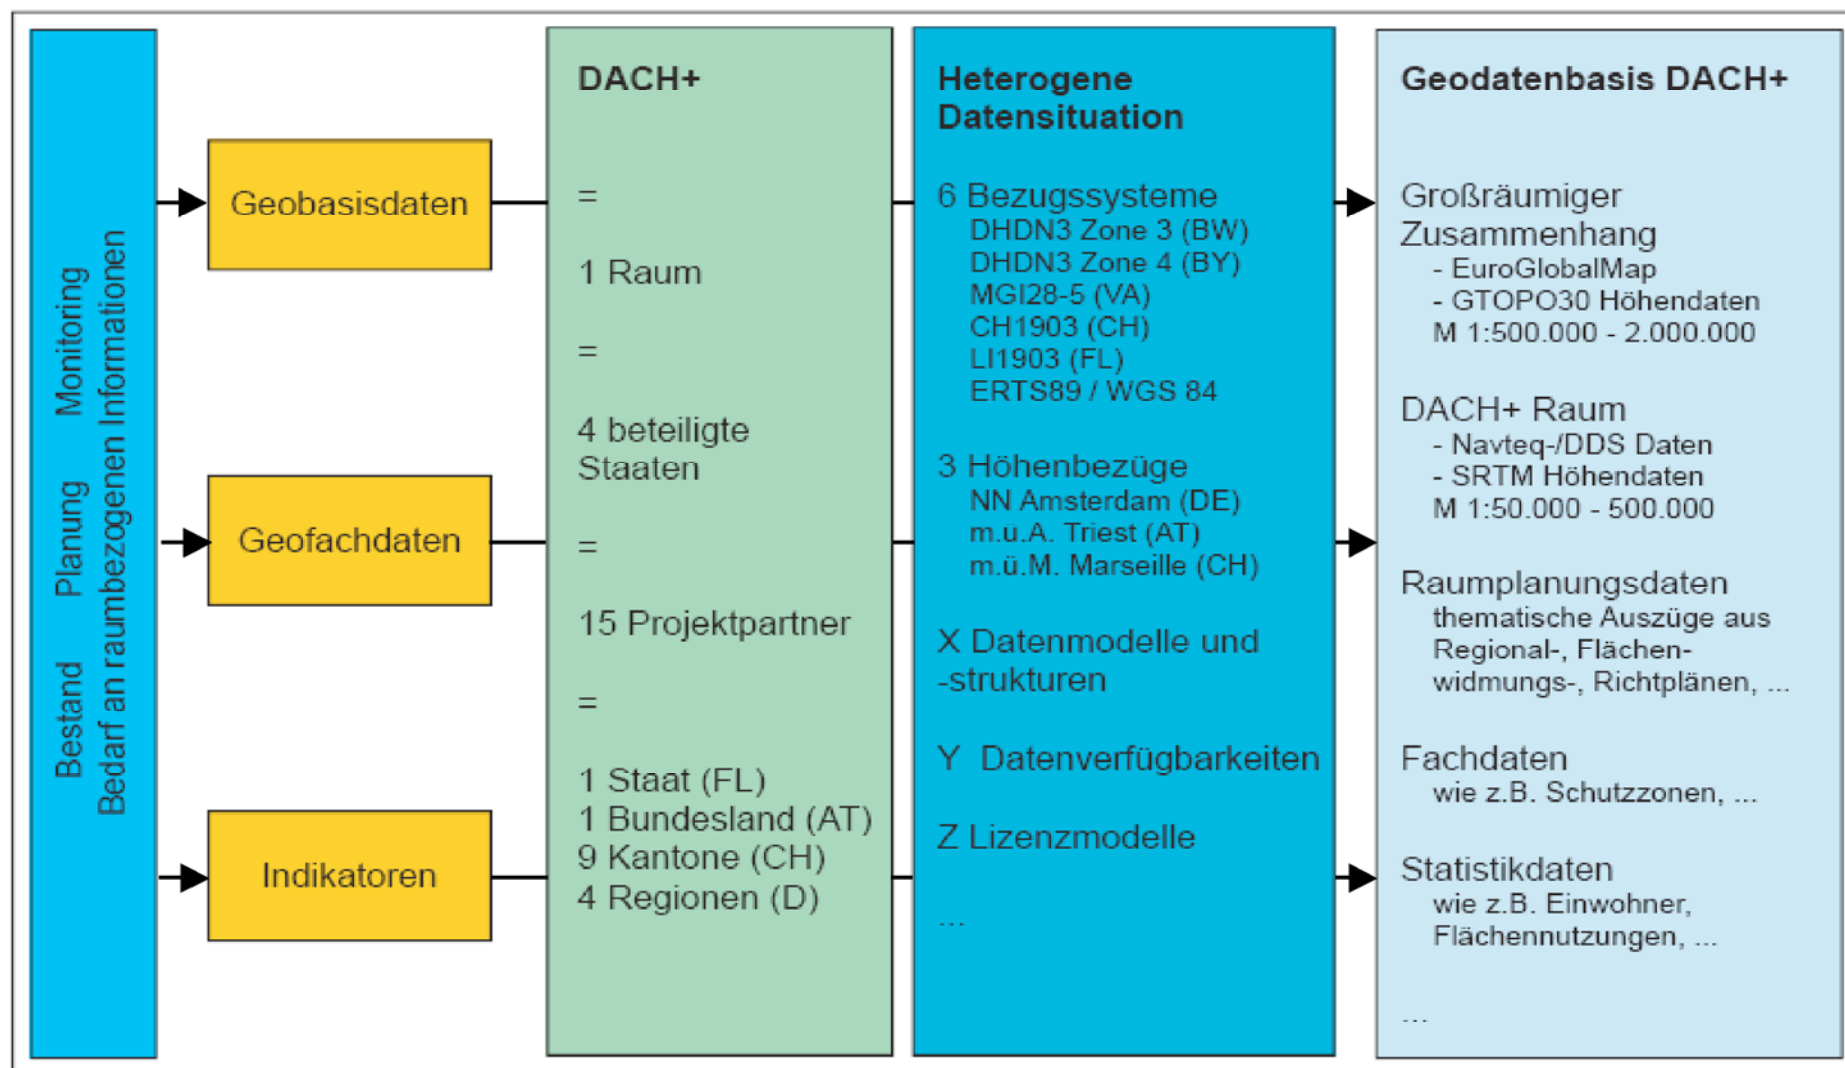 Bestand Planung Monitoring
Bedarf an raumbezogenen Informationen
Geobasisdaten
Geofachdaten
Indikatoren
DACH+
=
1 Raum
=
4 beteiligte
Staaten
=
15 Projektpartner
=
1 Staat (FL)
1 Bundesland (AT)
9 Kantone (CH)
4 Regionen (D)
Heterogene
Datensituation
6 Bezugssysteme
DHDN3 Zone 3 (BW)
DHDN3 Zone 4 (BY)
MGI28-5 (VA)
CH1903 (CH)
LI1903 (FL)
ERTS89 / WGS 84
3 Höhenbezüge
NN Amsterdam (DE)
m.ü.A. Triest (AT)
m.ü.M. Marseille (CH)
X Datenmodelle und
-strukturen
Y Datenverfügbarkeiten
Z Lizenzmodelle
...
Geodatenbasis DACH+
Großräumiger
Zusammenhang
- EuroGlobalMap
- GTOPO30 Höhendaten
M 1:500.000 - 2.000.000
DACH+ Raum
- Navteq-/DDS Daten
- SRTM Höhendaten
M 1:50.000 - 500.000
Raumplanungsdaten
thematische Auszüge aus
Regional-, Flächen-
widmungs-, Richtplänen, ...
Fachdaten
wie z.B. Schutzzonen, ...
Statistikdaten
wie z.B. Einwohner,
Flächennutzungen, ...
...